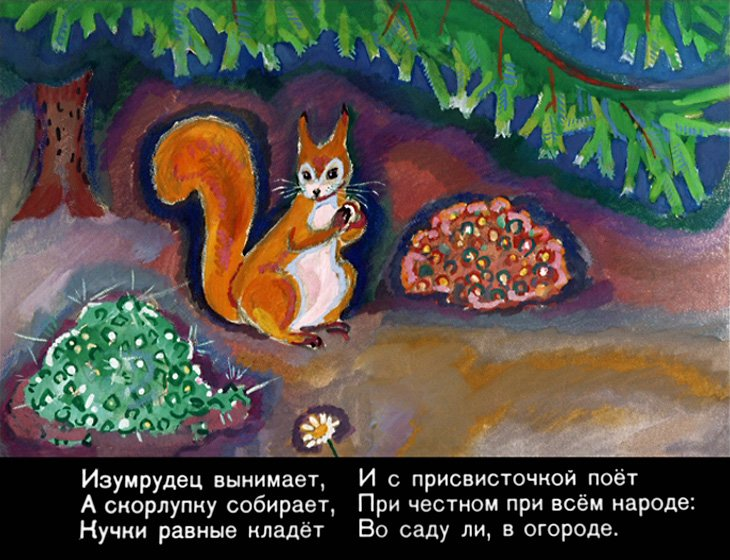 Изумрудец вынимает,
А скорлупку собирает,
Кучки равные кладёт
И с присвисточкой поёт
При честном при всём народе:
Во саду ли, в огороде.